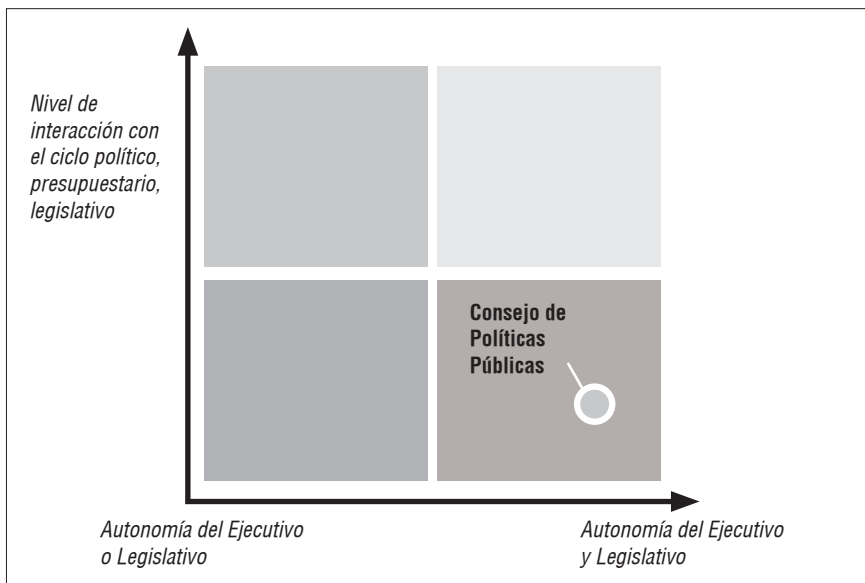 Nivel de
interacción con
el ciclo político,
presupuestario,
legislativo
Consejo de
Políticas
Públicas
Autonomía del Ejecutivo
o Legislativo
Autonomía del Ejecutivo
y Legislativo